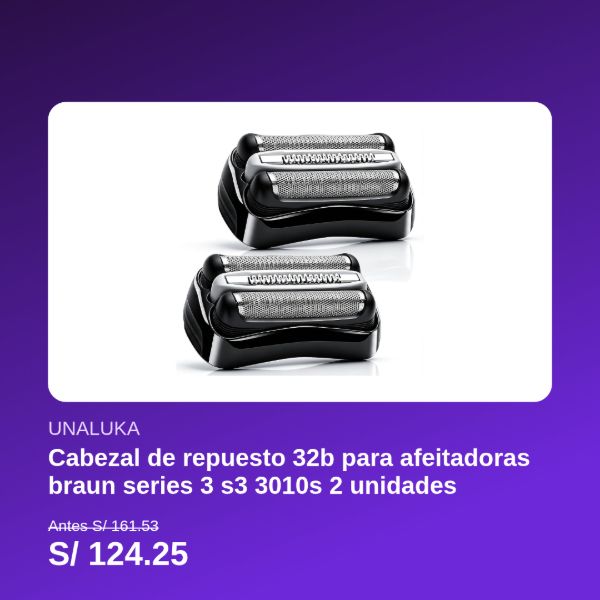 UNALUKA
Cabezal de repuesto 32b para afeitadoras
braun series 3 s3 3010s 2 unidades
Antes S/ 161.53
S/ 124.25